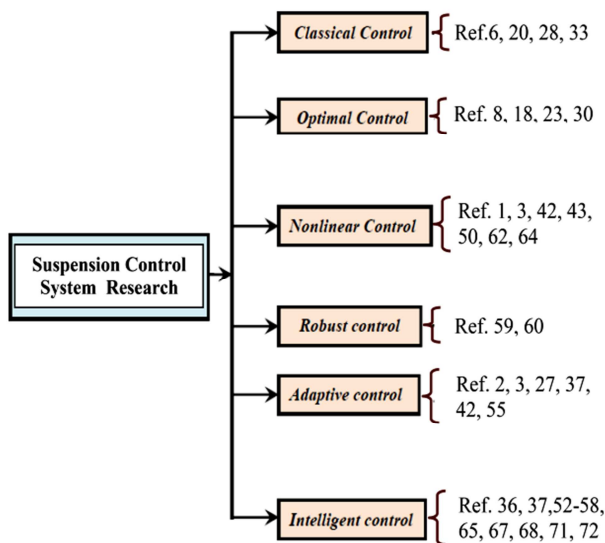 Classical Control
Ref.6, 20, 28, 33
Optimal Control
Ref. 8, 18, 23, 30
Nonlinear Control
Ref. 1, 3, 42, 43,
50, 62, 64
Suspension Control
System Research
Robust control
Ref. 59, 60
Adaptive control
Ref. 2, 3, 27, 37,
42, 55
Intelligent control
Ref. 36, 37,52-58,
65, 67, 68, 71, 72